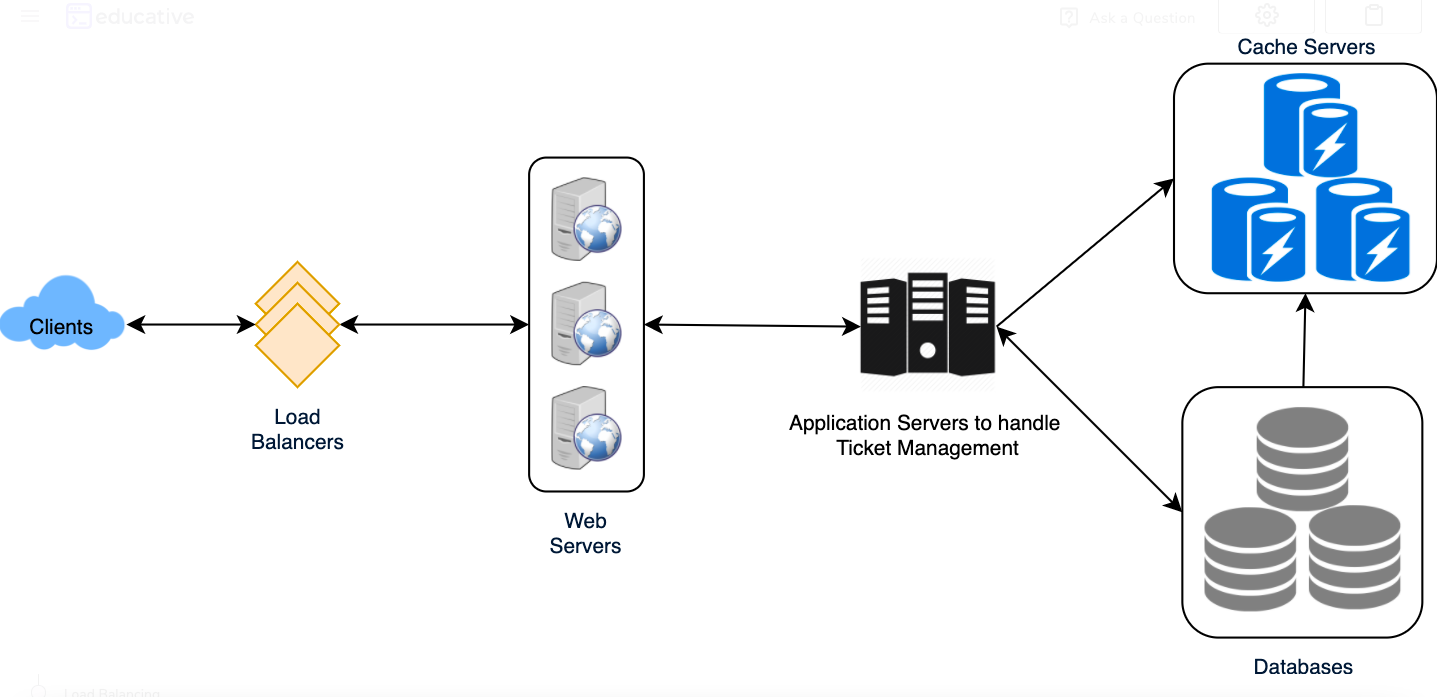 educative
Ask a Question
Cache Servers
Clients
Load
Balancers
Application Servers to handle
Ticket Management
Web
Servers
Databases
Load Balancing